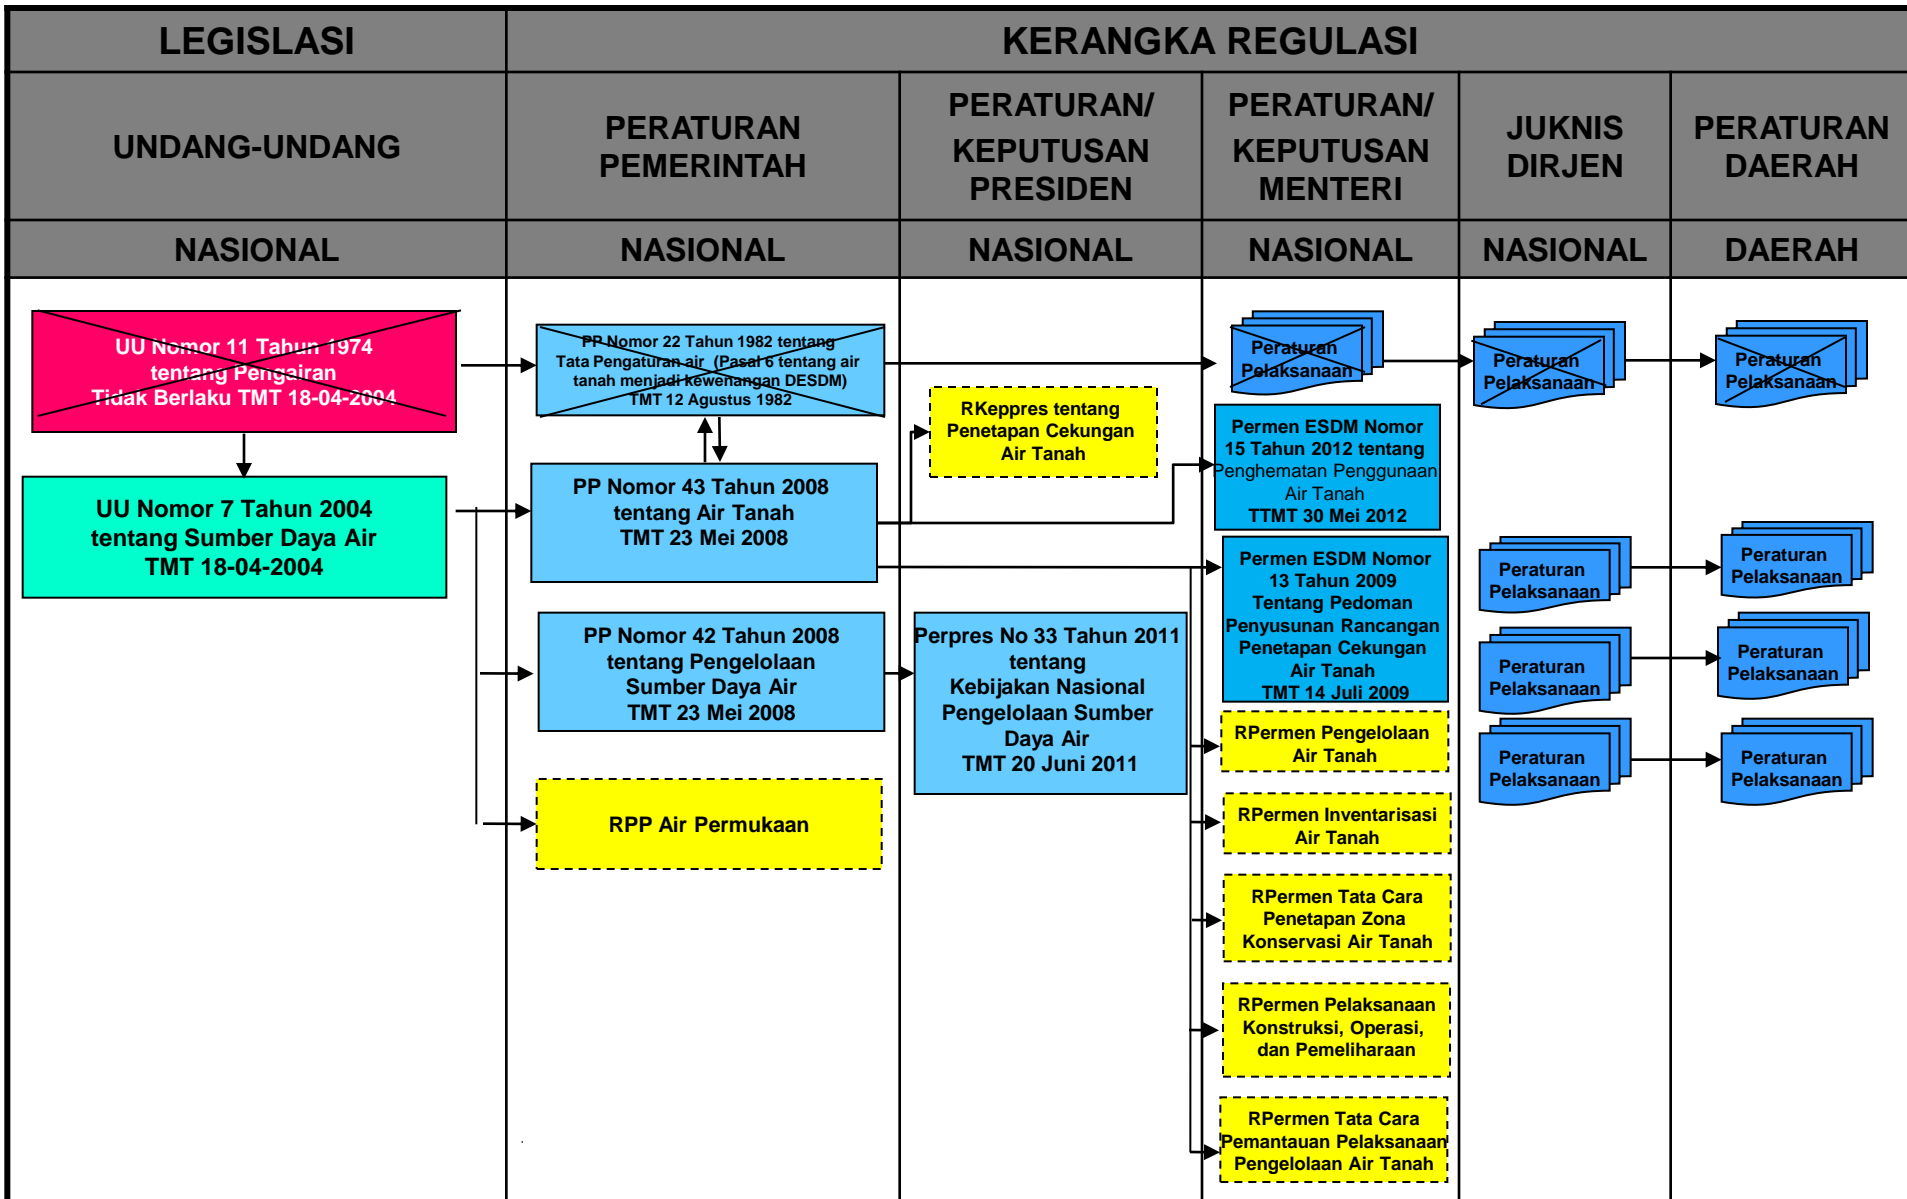 LEGISLASI
KERANGKA REGULASI
UNDANG-UNDANG
PERATURAN
PEMERINTAH
PERATURAN/
KEPUTUSAN
PRESIDEN
PERATURAN/
KEPUTUSAN
MENTERI
JUKNIS
DIRJEN
PERATURAN
DAERAH
NASIONAL
NASIONAL
NASIONAL
NASIONAL
NASIONAL
DAERAH
UU Nomor 11 Tahun 1974
tentang Pengairan
Tidak Berlaku TMT 18-04-2004
UU Nomor 7 Tahun 2004
tentang Sumber Daya Air
TMT 18-04-2004
PP Nomor 22 Tahun 1982 tentang
Tata Pengaturan air (Pasal 6 tentang air
tanah menjadi kewenangan DESDM)
TMT 12 Agustus 1982
PP Nomor 43 Tahun 2008
tentang Air Tanah
TMT 23 Mei 2008
PP Nomor 42 Tahun 2008
tentang Pengelolaan
Sumber Daya Air
TMT 23 Mei 2008
RPP Air Permukaan
RKeppres tentang
Penetapan Cekungan
Air Tanah
Perpres No 33 Tahun 2011
tentang
Kebijakan Nasional
Pengelolaan Sumber
Daya Air
TMT 20 Juni 2011
Peraturan
Pelaksanaan
Permen ESDM Nomor
15 Tahun 2012 tentang
Penghematan Penggunaan
Air Tanah
TTMT 30 Mei 2012
Permen ESDM Nomor
13 Tahun 2009
Tentang Pedoman
Penyusunan Rancangan
Penetapan Cekungan
Air Tanah
TMT 14 Juli 2009
RPermen Pengelolaan
Air Tanah
RPermen Inventarisasi
Air Tanah
RPermen Tata Cara
Penetapan Zona
Konservasi Air Tanah
RPermen Pelaksanaan
Konstruksi, Operasi,
dan Pemeliharaan
RPermen Tata Cara
Pemantauan Pelaksanaan
Pengelolaan Air Tanah
Peraturan
Pelaksanaan
Peraturan
Pelaksanaan
Peraturan
Pelaksanaan
Peraturan
Pelaksanaan
Peraturan
Pelaksanaan
Peraturan
Pelaksanaan
Peraturan
Pelaksanaan
Peraturan
Pelaksanaan